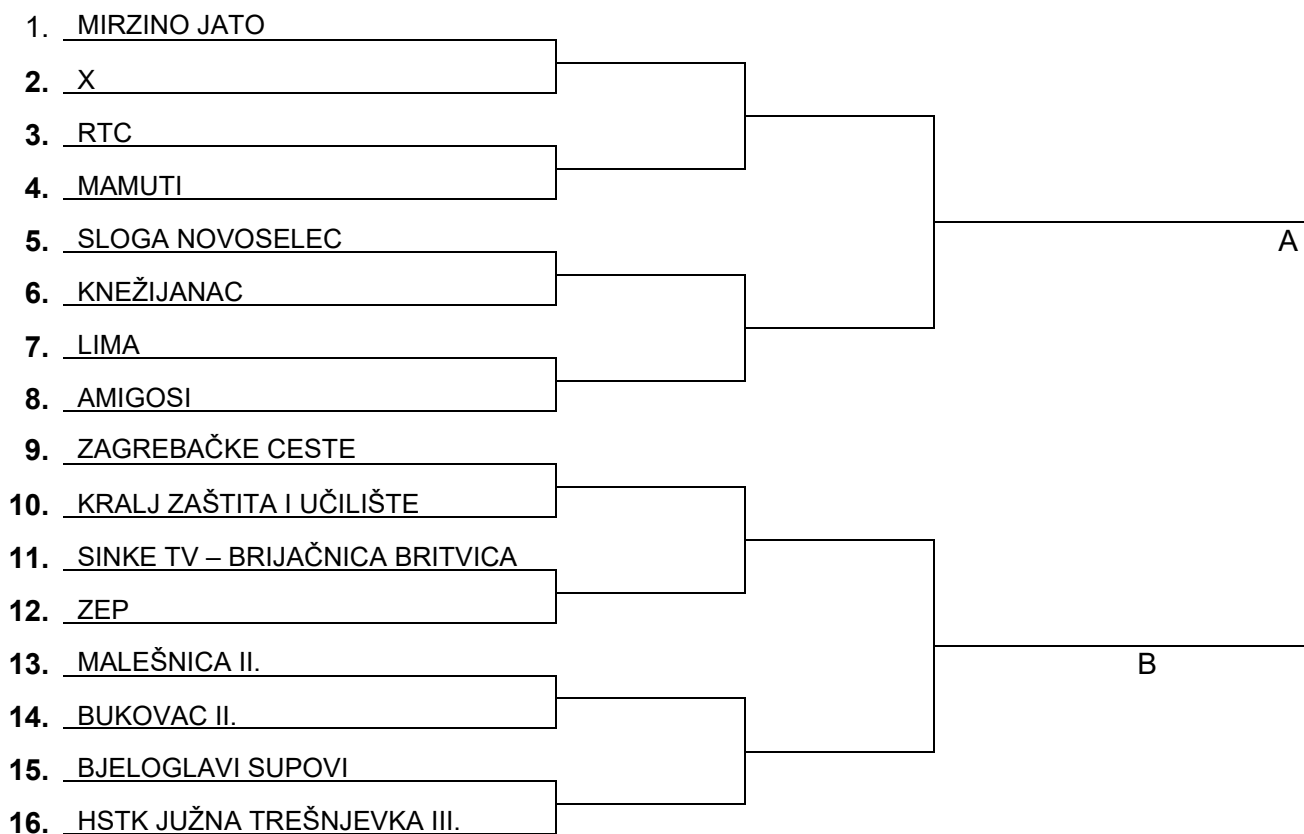 1. MIRZINO JATO
2. X
3. RTC
4. MAMUTI
5. SLOGA NOVOSELEC
A
6. KNEŽIJANAC
7. LIMA
8. AMIGOSI
9. ZAGREBAČKE CESTE
10. KRALJ ZAŠTITA I UČILIŠTE
11. SINKE TV – BRIJAČNICA BRITVICA
12. ZEP
13. MALEŠNICA II.
B
14. BUKOVAC II.
15. BJELOGLAVI SUPOVI
16. HSTK JUŽNA TREŠNJEVKA III.